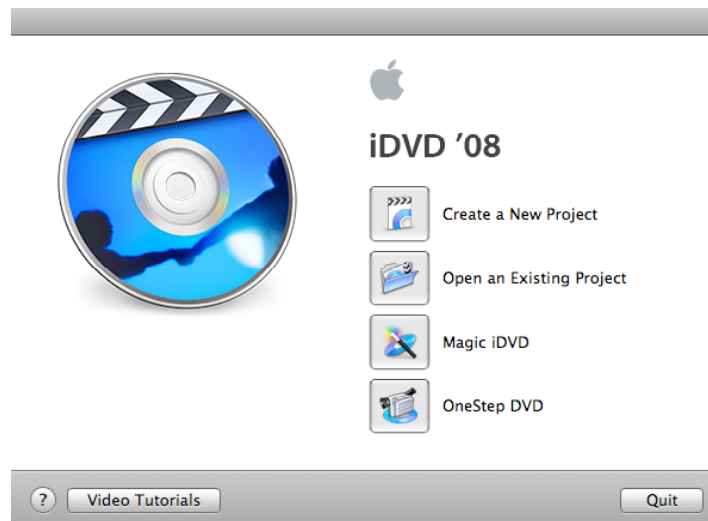 iDVD ’08
Create a New Project
Open an Existing Project
Magic iDVD
OneStep DVD
? Video Tutorials Quit